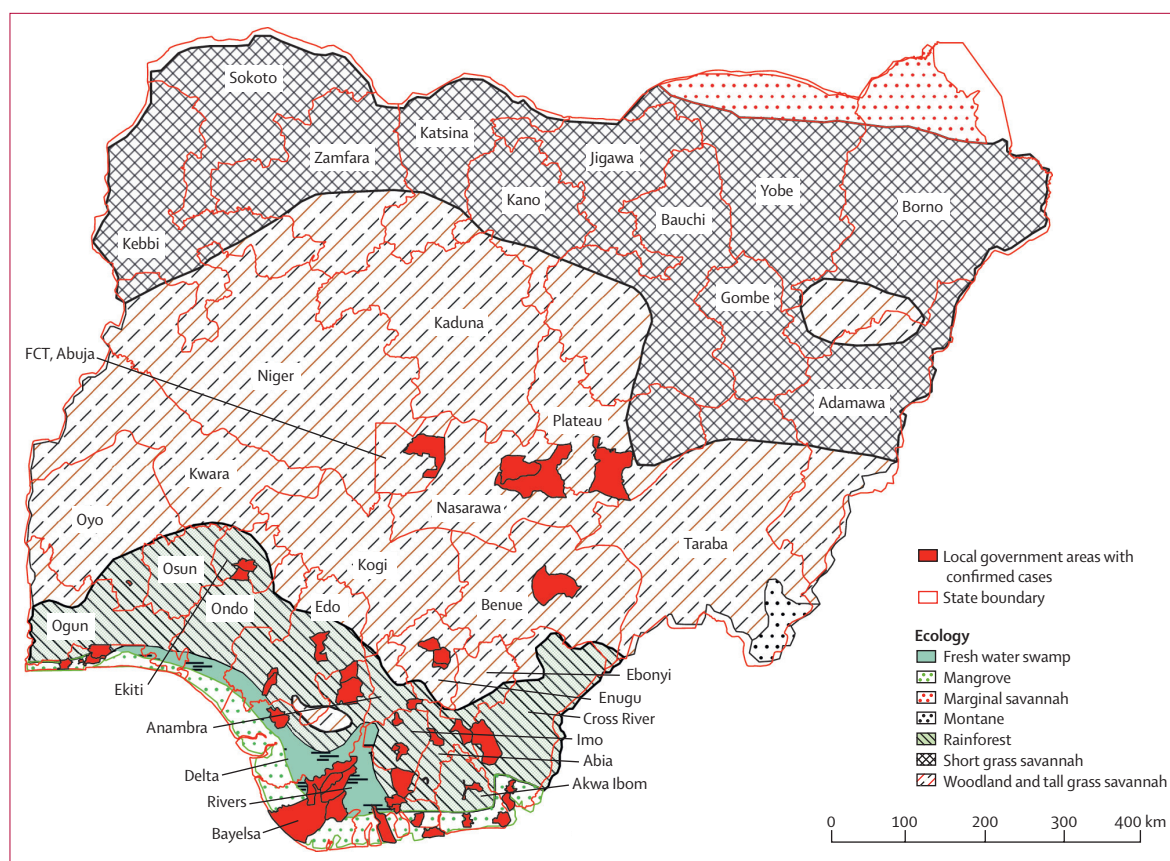 Sokoto
Katsina
Zamfara
Jigawa
Kano
Yobe
Borno
Bauchi
Kebbi
Gombe
Kaduna
FCT, Abuja
Niger
Adamawa
Plateau
Kwara
Nasarawa
Oyo
Taraba
Osun
Kogi
Ondo
Edo
Benue
Ogun
Ekiti
Ebonyi
Enugu
Anambra
Cross River
Imo
Abia
Delta
Akwa Ibom
Rivers
Bayelsa
Local government areas with
confirmed cases
State boundary
Ecology
Fresh water swamp
Mangrove
Marginal savannah
Montane
Rainforest
Short grass savannah
Woodland and tall grass savannah
0 100 200 300 400 km